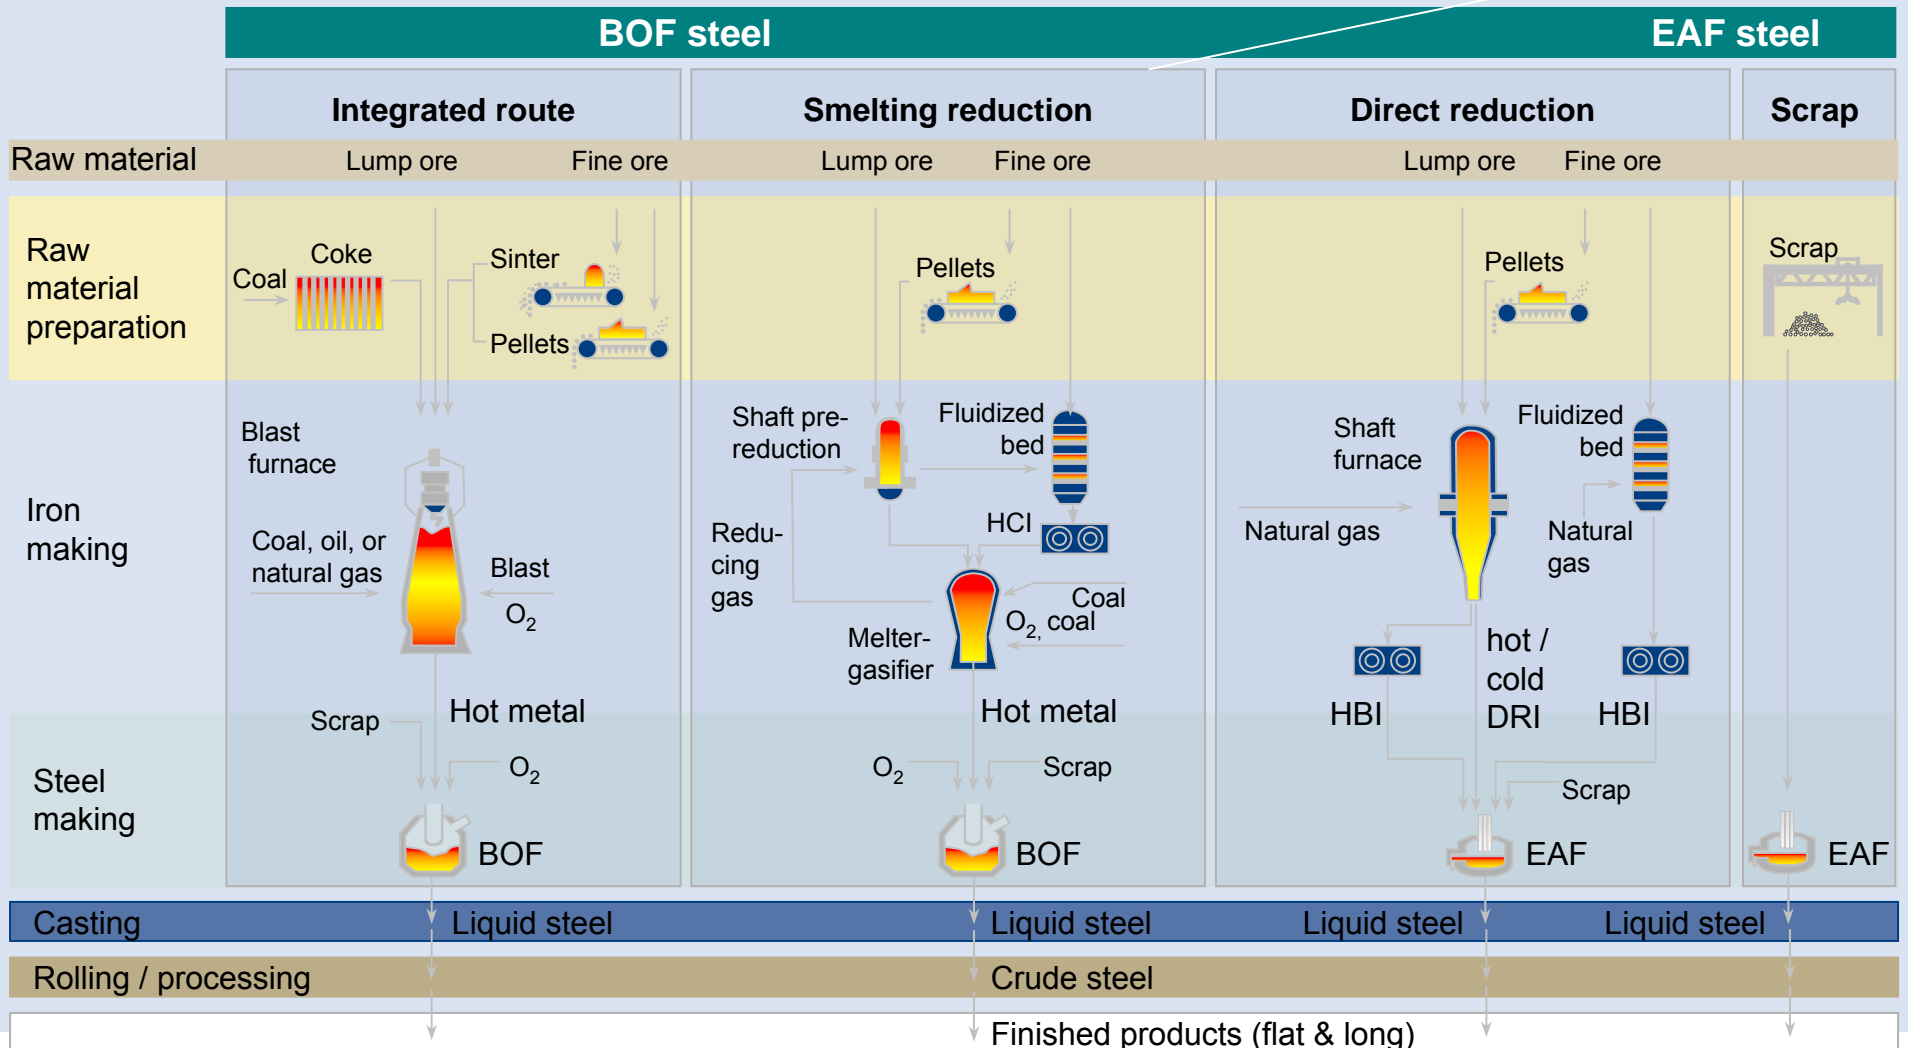 BOF steel
EAF steel
Integrated route
Smelting reduction
Direct reduction
Scrap
Raw material
Lump ore
Fine ore
Lump ore
Fine ore
Lump ore
Fine ore
Raw
material
preparation
Coal
Coke
Sinter
Pellets
Pellets
Pellets
Scrap
Iron
making
Blast
furnace
Coal, oil, or
natural gas
Blast
O2
Hot metal
Shaft pre-
reduction
Fluidized
bed
HCI
Redu-
cing
gas
Coal
O2, coal
Melter-
gasifier
Hot metal
Shaft
furnace
Natural gas
Fluidized
bed
Natural
gas
hot /
cold
DRI
HBI
HBI
Steel
making
Scrap
O2
BOF
O2
Scrap
BOF
Scrap
EAF
EAF
Casting
Liquid steel
Liquid steel
Liquid steel
Liquid steel
Rolling / processing
Crude steel
Finished products (flat & long)